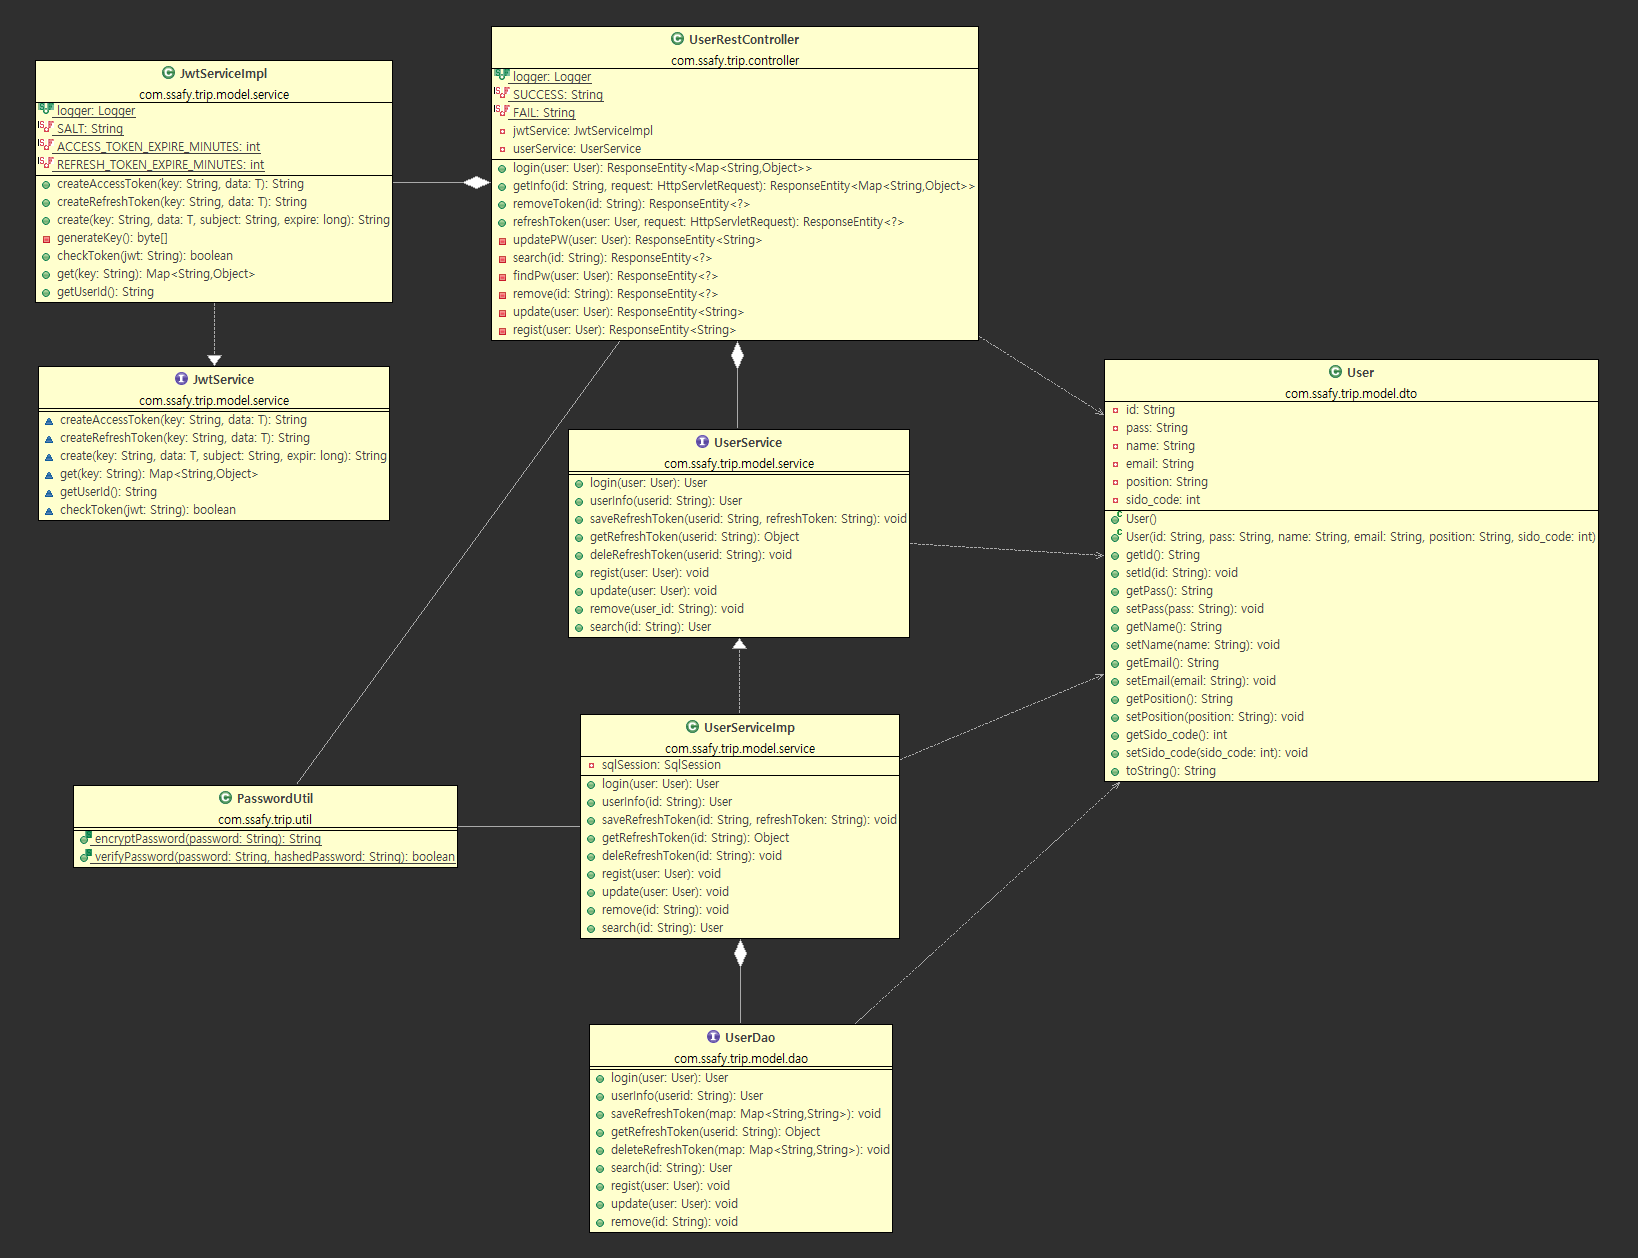 JwtServiceImpl
com.ssafy.trip.model.service
logger: Logger
SALT: String
ACCESS_TOKEN_EXPIRE_MINUTES: int
REFRESH_TOKEN_EXPIRE_MINUTES: int
createAccessToken(key: String, data: T): String
createRefreshToken(key: String, data: T): String
create(key: String, data: T, subject: String, expire: long): String
generateKey(): byte[]
checkToken(jwt: String): boolean
get(key: String): Map<String,Object>
getUserId(): String
UserRestController
com.ssafy.trip.controller
logger: Logger
SUCCESS: String
FAIL: String
jwtService: JwtServiceImpl
userService: UserService
login(user: User): ResponseEntity<Map<String,Object>>
getInfo(id: String, request: HttpServletRequest): ResponseEntity<Map<String,Object>>
removeToken(id: String): ResponseEntity<?>
refreshToken(user: User, request: HttpServletRequest): ResponseEntity<?>
updatePW(user: User): ResponseEntity<String>
search(id: String): ResponseEntity<?>
findPw(user: User): ResponseEntity<?>
remove(id: String): ResponseEntity<?>
update(user: User): ResponseEntity<String>
regist(user: User): ResponseEntity<String>
JwtService
com.ssafy.trip.model.service
createAccessToken(key: String, data: T): String
createRefreshToken(key: String, data: T): String
create(key: String, data: T, subject: String, expir: long): String
get(key: String): Map<String,Object>
getUserId(): String
checkToken(jwt: String): boolean
User
com.ssafy.trip.model.dto
id: String
pass: String
name: String
email: String
position: String
sido_code: int
User()
User(id: String, pass: String, name: String, email: String, position: String, sido_code: int)
getId(): String
setId(id: String): void
getPass(): String
setPass(pass: String): void
getName(): String
setName(name: String): void
getEmail(): String
setEmail(email: String): void
getPosition(): String
setPosition(position: String): void
getSido_code(): int
setSido_code(sido_code: int): void
toString(): String
UserService
com.ssafy.trip.model.service
login(user: User): User
userInfo(userid: String): User
saveRefreshToken(userid: String, refreshToken: String): void
getRefreshToken(userid: String): Object
deleRefreshToken(userid: String): void
regist(user: User): void
update(user: User): void
remove(user_id: String): void
search(id: String): User
UserServiceImp
com.ssafy.trip.model.service
sqlSession: SqlSession
login(user: User): User
userInfo(id: String): User
saveRefreshToken(id: String, refreshToken: String): void
getRefreshToken(id: String): Object
deleRefreshToken(id: String): void
regist(user: User): void
update(user: User): void
remove(id: String): void
search(id: String): User
PasswordUtil
com.ssafy.trip.util
encryptPassword(password: String): String
verifyPassword(password: String, hashedPassword: String): boolean
UserDao
com.ssafy.trip.model.dao
login(user: User): User
userInfo(userid: String): User
saveRefreshToken(map: Map<String,String>): void
getRefreshToken(userid: String): Object
deleteRefreshToken(map: Map<String,String>): void
search(id: String): User
regist(user: User): void
update(user: User): void
remove(id: String): void